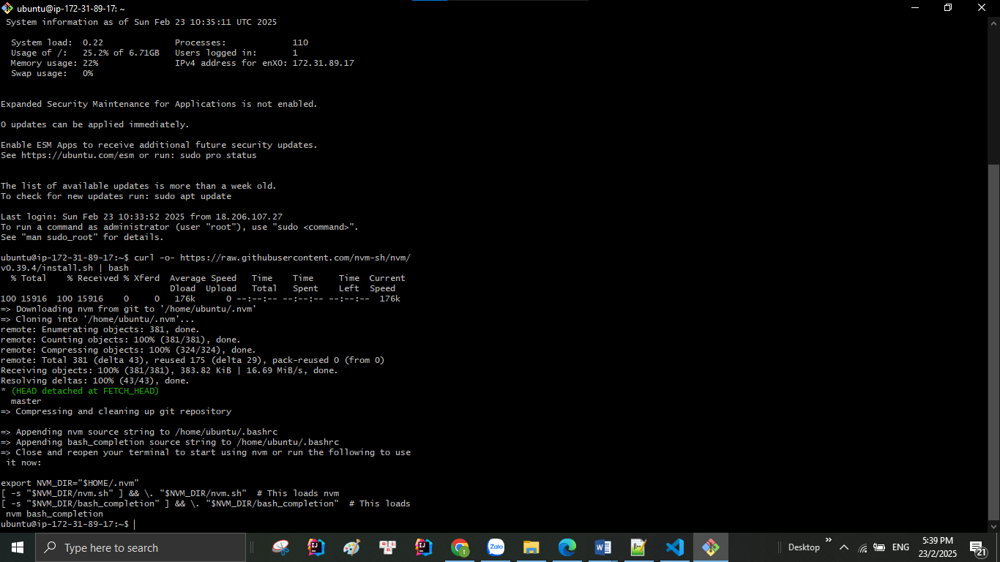 ubuntu@ip-172-31-89-17: ~
System information as of Sun Feb 23 10:35:11 UTC 2025
System load:  0.22               Processes:             110
Usage of /:   25.2% of 6.71GB   Users logged in:       1
Memory usage: 22%               IPv4 address for enX0: 172.31.89.17
Swap usage:   0%
Expanded Security Maintenance for Applications is not enabled.
0 updates can be applied immediately.
Enable ESM Apps to receive additional future security updates.
See https://ubuntu.com/esm or run: sudo pro status
The list of available updates is more than a week old.
To check for new updates run: sudo apt update
Last login: Sun Feb 23 10:33:52 2025 from 18.206.107.27
To run a command as administrator (user "root"), use "sudo <command>".
See "man sudo_root" for details.
ubuntu@ip-172-31-89-17:~$ curl -o- https://raw.githubusercontent.com/nvm-sh/nvm/
v0.39.4/install.sh | bash
% Total    % Received % Xferd  Average Speed   Time    Time     Time  Current
Dload  Upload   Total   Spent    Left  Speed
100 15916  100 15916    0     0   176k      0 --:--:-- --:--:-- --:--:--  176k
=> Downloading nvm from git to '/home/ubuntu/.nvm'
=> Cloning into '/home/ubuntu/.nvm'...
remote: Enumerating objects: 381, done.
remote: Counting objects: 100% (381/381), done.
remote: Compressing objects: 100% (324/324), done.
remote: Total 381 (delta 43), reused 175 (delta 29), pack-reused 0 (from 0)
Receiving objects: 100% (381/381), 383.82 KiB | 16.69 MiB/s, done.
Resolving deltas: 100% (43/43), done.
* (HEAD detached at FETCH_HEAD)
master
=> Compressing and cleaning up git repository
=> Appending nvm source string to /home/ubuntu/.bashrc
=> Appending bash_completion source string to /home/ubuntu/.bashrc
=> Close and reopen your terminal to start using nvm or run the following to use
it now:
export NVM_DIR="$HOME/.nvm"
[ -s "$NVM_DIR/nvm.sh" ] && \. "$NVM_DIR/nvm.sh"  # This loads nvm
[ -s "$NVM_DIR/bash_completion" ] && \. "$NVM_DIR/bash_completion"  # This loads
nvm bash_completion
ubuntu@ip-172-31-89-17:~$
Type here to search
Zalo
Desktop
ENG
5:39 PM
23/2/2025
21